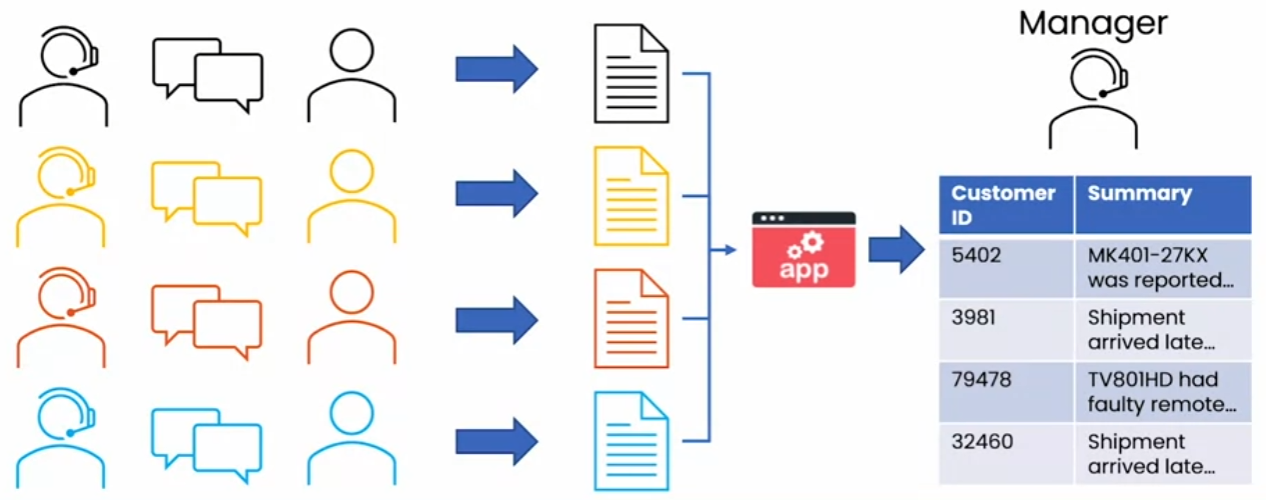 Manager
app
Customer
ID
Summary
5402
MK401-27KX
was reported...
3981
Shipment
arrived late...
79478
TV801HD had
faulty remote...
32460
Shipment
arrived late...